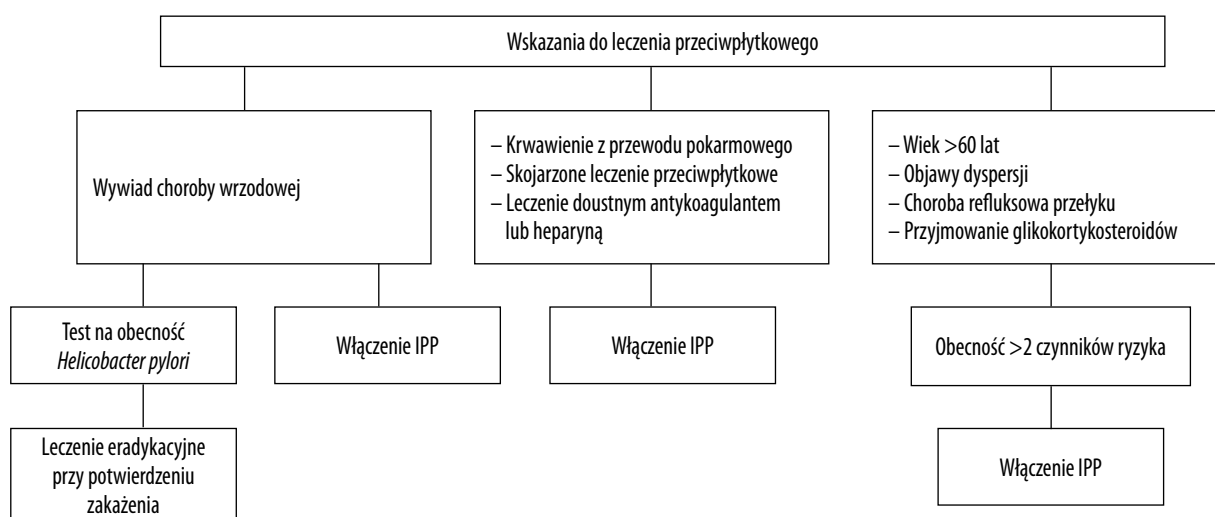 Wskazania do leczenia przeciwpłytkowego
Wywiad choroby wrzodowej
– Krwawienie z przewodu pokarmowego
– Skojarzone leczenie przeciwpłytkowe
– Leczenie doustnym antykoagulantem
lub heparyną
– Wiek >60 lat
– Objawy dyspersji
– Choroba refluksowa przełyku
– Przyjmowanie glikokortykosteroidów
Test na obecność
Helicobacter pylori
Włączenie IPP
Włączenie IPP
Obecność >2 czynników ryzyka
Leczenie eradykacyjne
przy potwierdzeniu
zakażenia
Włączenie IPP